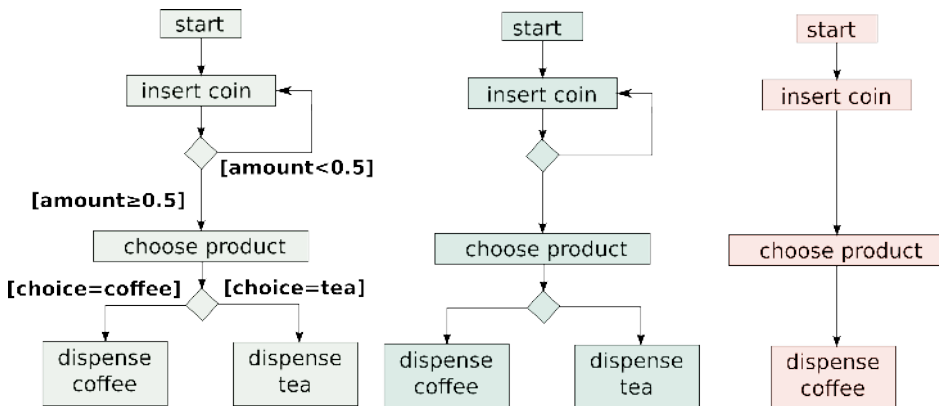 start
insert coin
[amount<0.5]
[amount≥0.5]
choose product
[choice=coffee]
[choice=tea]
dispense
coffee
dispense
tea
start
insert coin
choose product
dispense
coffee
dispense
tea
start
insert coin
choose product
dispense
coffee